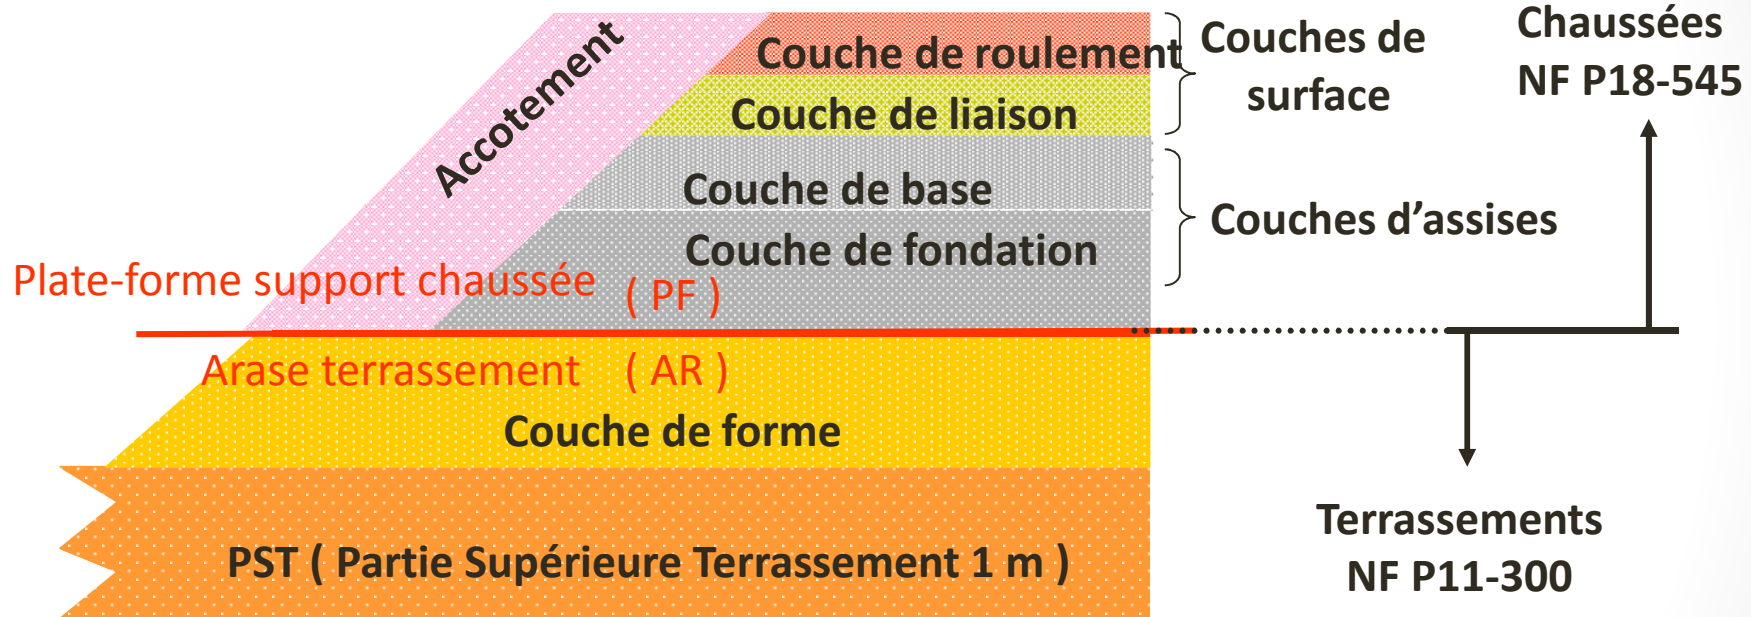 Chaussées
NF P18-545
Couche de roulement
Couches de
surface
Accotement
Couche de liaison
Couche de base
Couches d’assises
Couche de fondation
Plate-forme support chaussée ( PF )
Arase terrassement ( AR )
Couche de forme
Terrassements
NF P11-300
PST ( Partie Supérieure Terrassement 1 m )